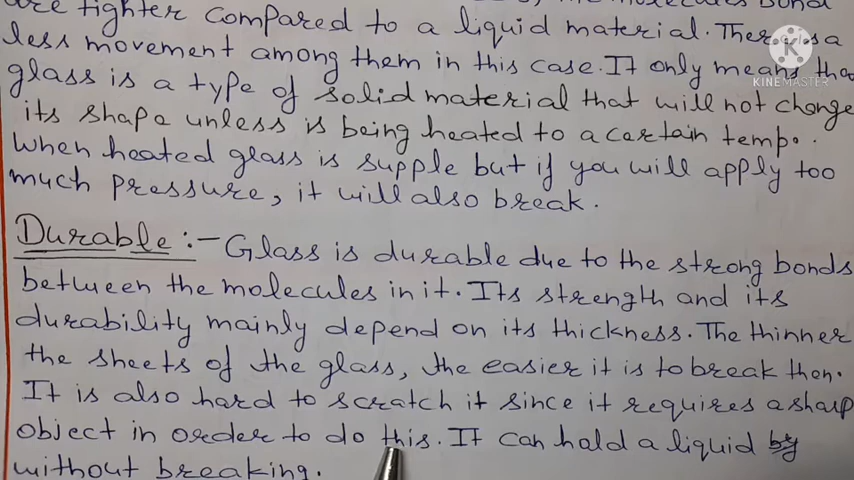 are tighter compared to a liquid material. There is a
less movement among them in this case. It only means that
glass is a type of solid material that will not change
its shape unless is being heated to a certain temp.
When heated glass is supple but if you will apply too
much pressure, it will also break.
Durable :- Glass is durable due to the strong bonds
between the molecules in it. Its strength and its
durability mainly depend on its thickness. The thinner
the sheets of the glass, the easier it is to break then.
It is also hard to scratch it since it requires a sharp
object in order to do this. It can hold a liquid
without breaking.
KINEMASTER